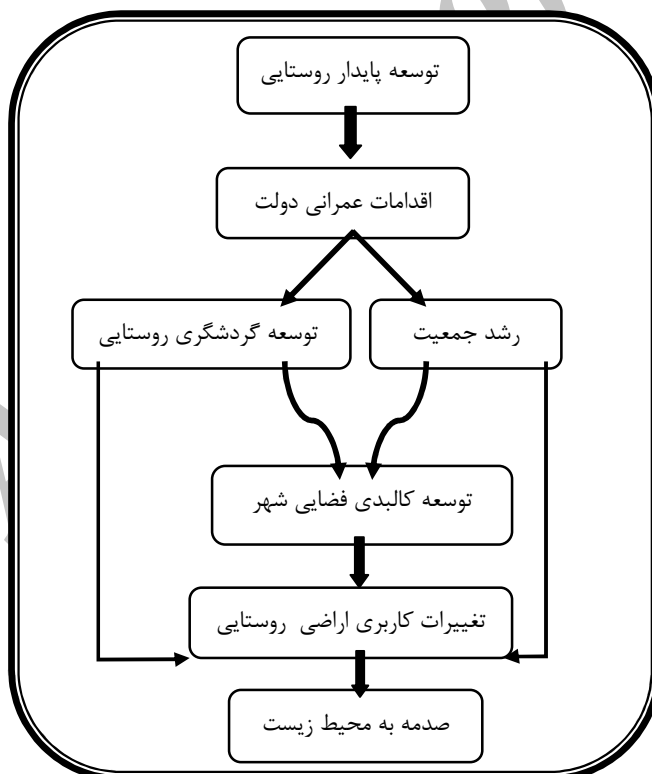 توسعه پایدار روستایی
اقدامات عمرانی دولت
رشد جمعیت
توسعه گردشگری روستایی
توسعه کالبدی فضایی شهر
تغییرات کاربری اراضی روستایی
صدمه به محیط زیست